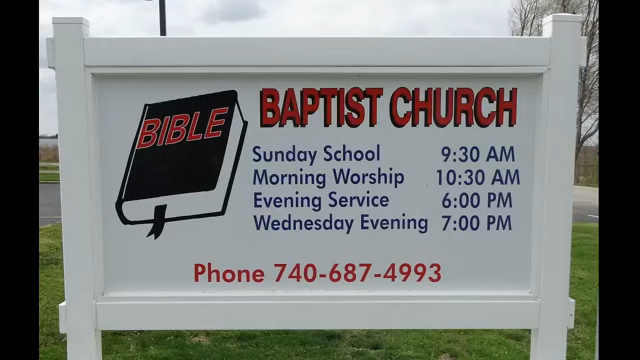 BIBLE BAPTIST CHURCH
Sunday School 9:30 AM
Morning Worship 10:30 AM
Evening Service 6:00 PM
Wednesday Evening 7:00 PM
Phone 740-687-4993